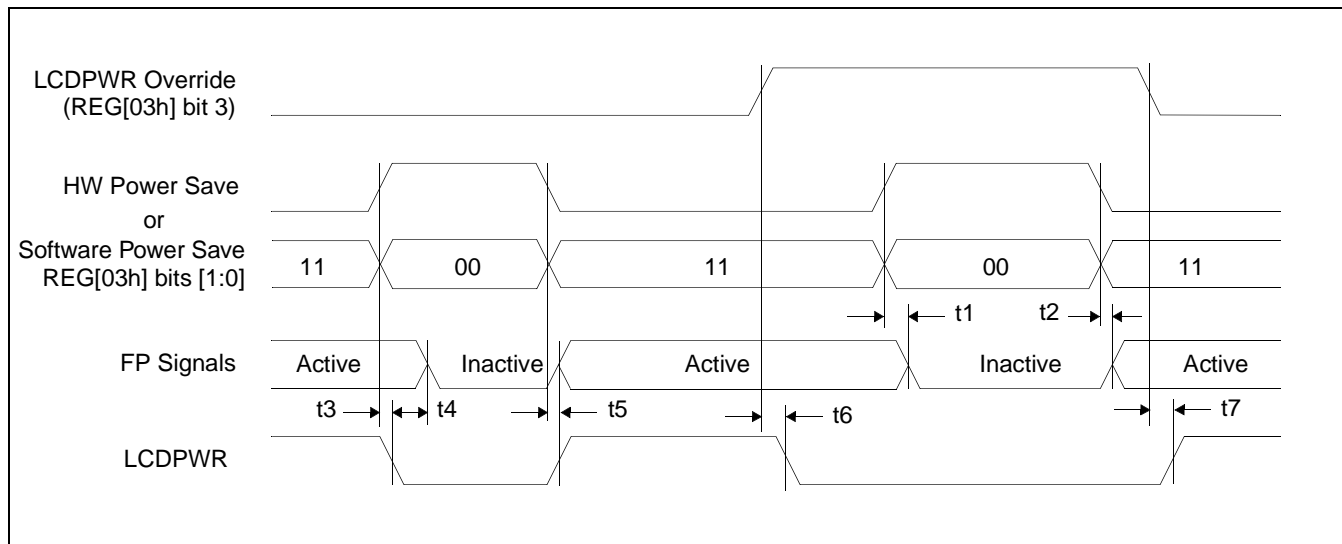 LCDPWR Override
(REG[03h] bit 3)
HW Power Save
or
Software Power Save
REG[03h] bits [1:0]
11
00
11
00
11
t1
t2
FP Signals
Active
Inactive
Active
Inactive
Active
t3
t4
t5
t6
t7
LCDPWR